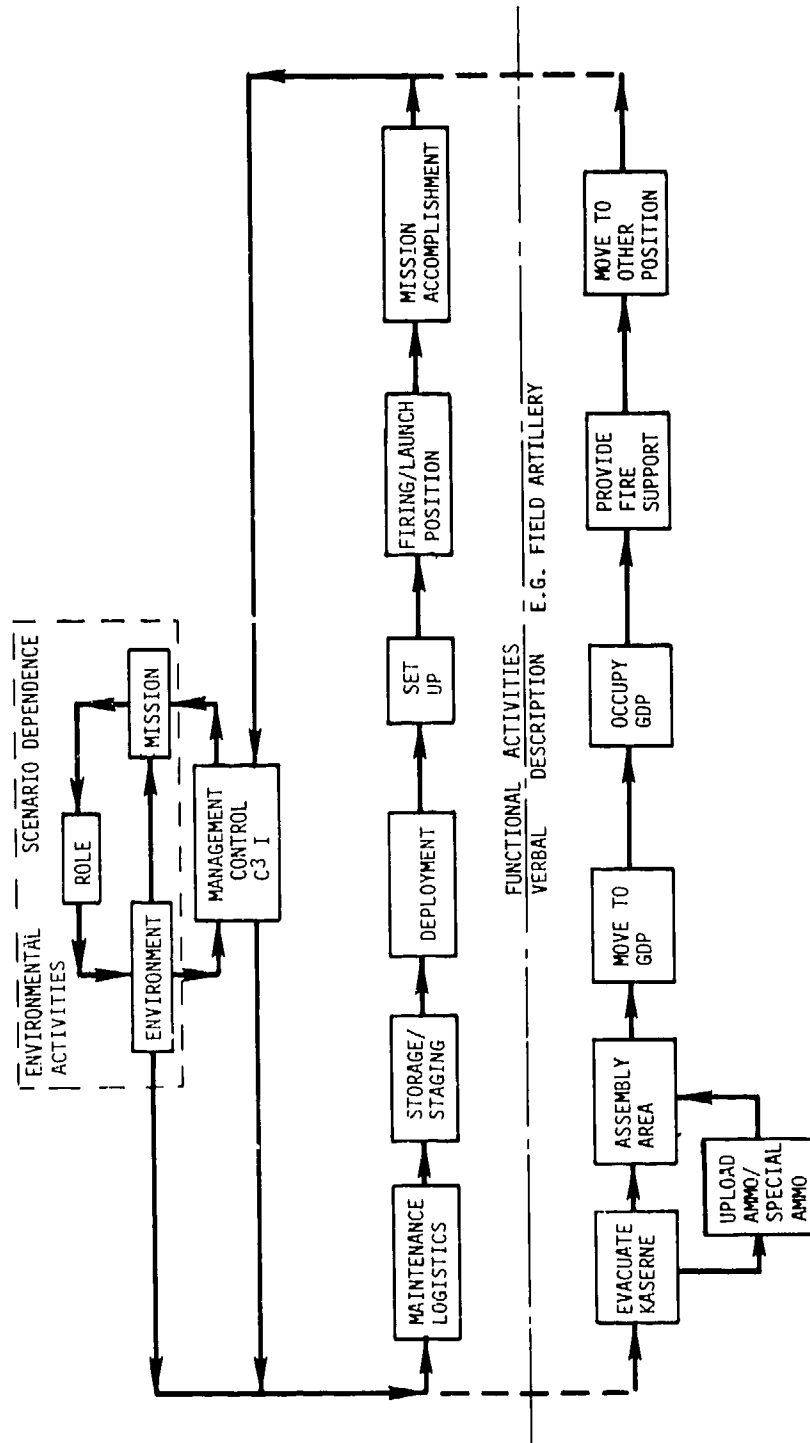 ENVIRONMENTAL
ACTIVITIES
SCENARIO DEPENDENCE
ROLE
ENVIRONMENT
MISSION
MANAGEMENT
CONTROL
C³ I
MAINTENANCE
LOGISTICS
STORAGE/
STAGING
DEPLOYMENT
SET
UP
FIRING/LAUNCH
POSITION
MISSION
ACCOMPLISHMENT
FUNCTIONAL ACTIVITIES
VERBAL DESCRIPTION E.G. FIELD ARTILLERY
EVACUATE
KASERNE
UPLOAD
AMMO/
SPECIAL
AMMO
ASSEMBLY
AREA
MOVE TO
GDP
OCCUPY
GDP
PROVIDE
FIRE
SUPPORT
MOVE TO
OTHER
POSITION